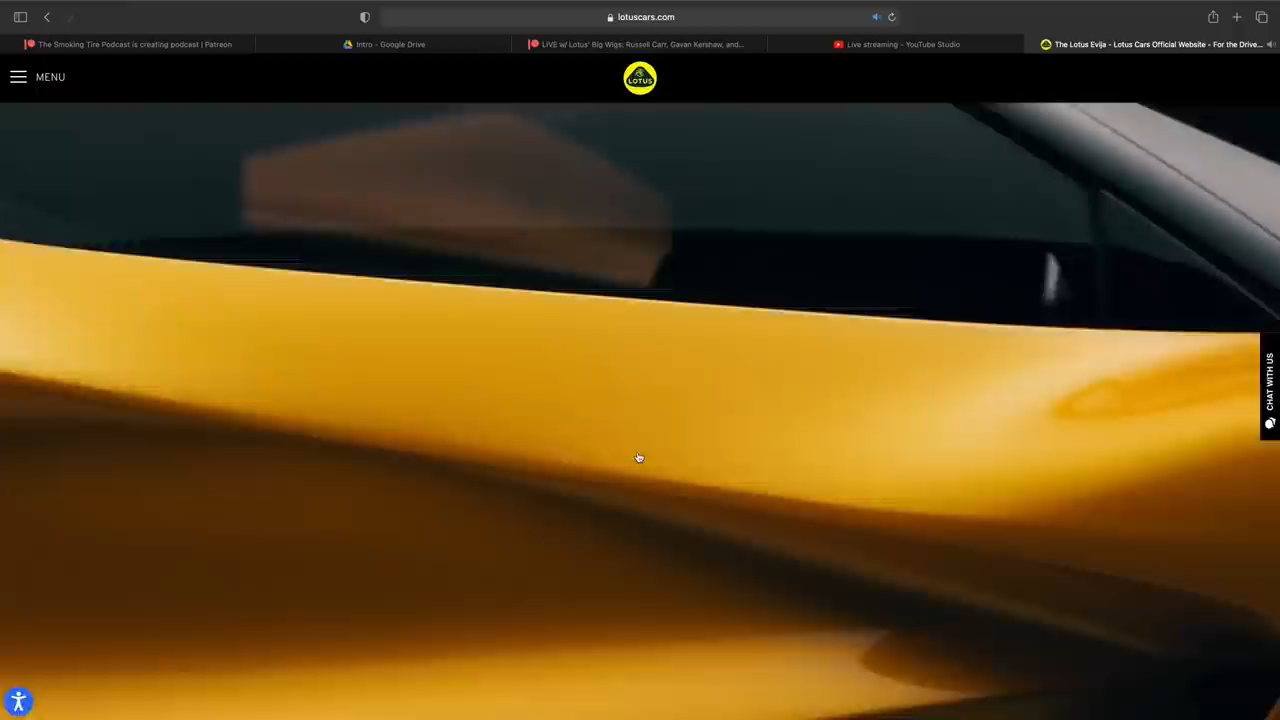 lotuscars.com
The Smoking Tire Podcast is creating podcast | Patreon
Intro - Google Drive
LIVE w/ Lotus' Big Wigs: Russell Carr, Gavan Kershaw, and...
Live streaming - YouTube Studio
The Lotus Evija - Lotus Cars Official Website - For the Drive...
MENU
LOTUS
CHAT WITH US